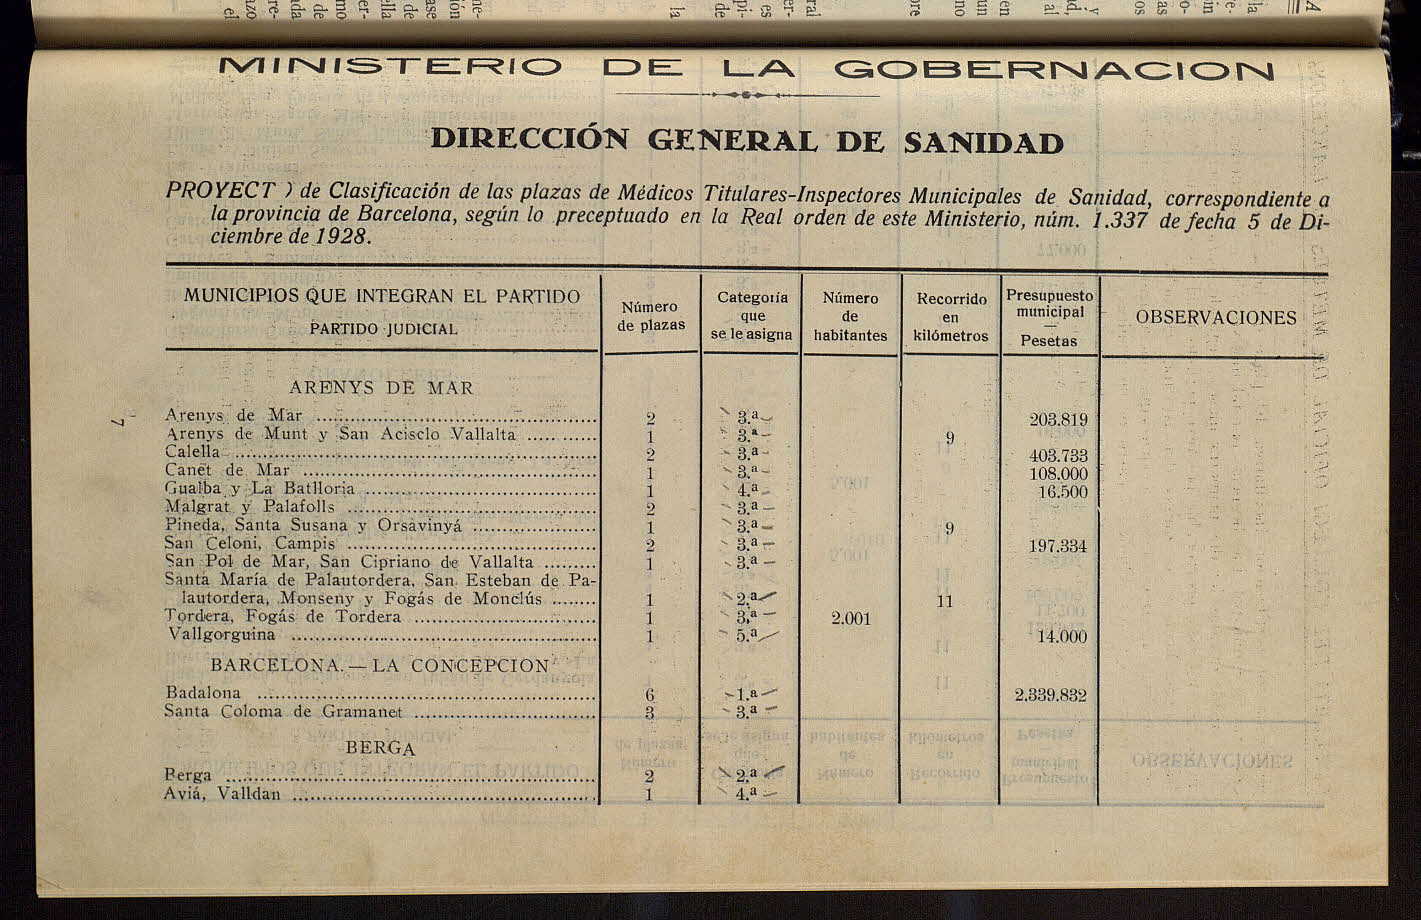 MINISTERIO DE LA GOBERNACION
DIRECCIÓN GENERAL DE SANIDAD
PROYECT ) de Clasificación de las plazas de Médicos Titulares-Inspectores Municipales de Sanidad, correspondiente a
la provincia de Barcelona, según lo preceptuado en la Real orden de este Ministerio, núm. 1.337 de fecha 5 de Di-
ciembre de 1928.
MUNICIPIOS QUE INTEGRAN EL PARTIDO
PARTIDO JUDICIAL
Número
de plazas
Categoría
que
se le asigna
Número
de
habitantes
Recorrido
en
kilómetros
Presupuesto
municipal
—
Pesetas
OBSERVACIONES
ARENYS DE MAR
Arenys de Mar 2 3.ª 203.819
Arenys de Munt y San Acisclo Vallalta 1 3.ª 9
Calella 2 3.ª 403.733
Canet de Mar 1 3.ª 108.000
Gualba y La Batlloria 1 4.ª 16.500
Malgrat y Palafolls 2 3.ª
Pineda, Santa Susana y Orsavinyá 1 3.ª 9
San Celoni, Campis 2 3.ª 197.334
San Pol de Mar, San Cipriano de Vallalta 1 3.ª
Santa María de Palautordera, San Esteban de Pa-
lautordera, Monseny y Fogás de Monclús 1 2.ª 11
Tordera, Fogás de Tordera 1 3.ª 2.001
Vallgorguina 1 5.ª 14.000
BARCELONA.—LA CONCEPCION
Badalona 6 1.ª 2.339.832
Santa Coloma de Gramanet 3 3.ª
BERGA
Berga 2 2.ª
Aviá, Valldan 1 4.ª
7